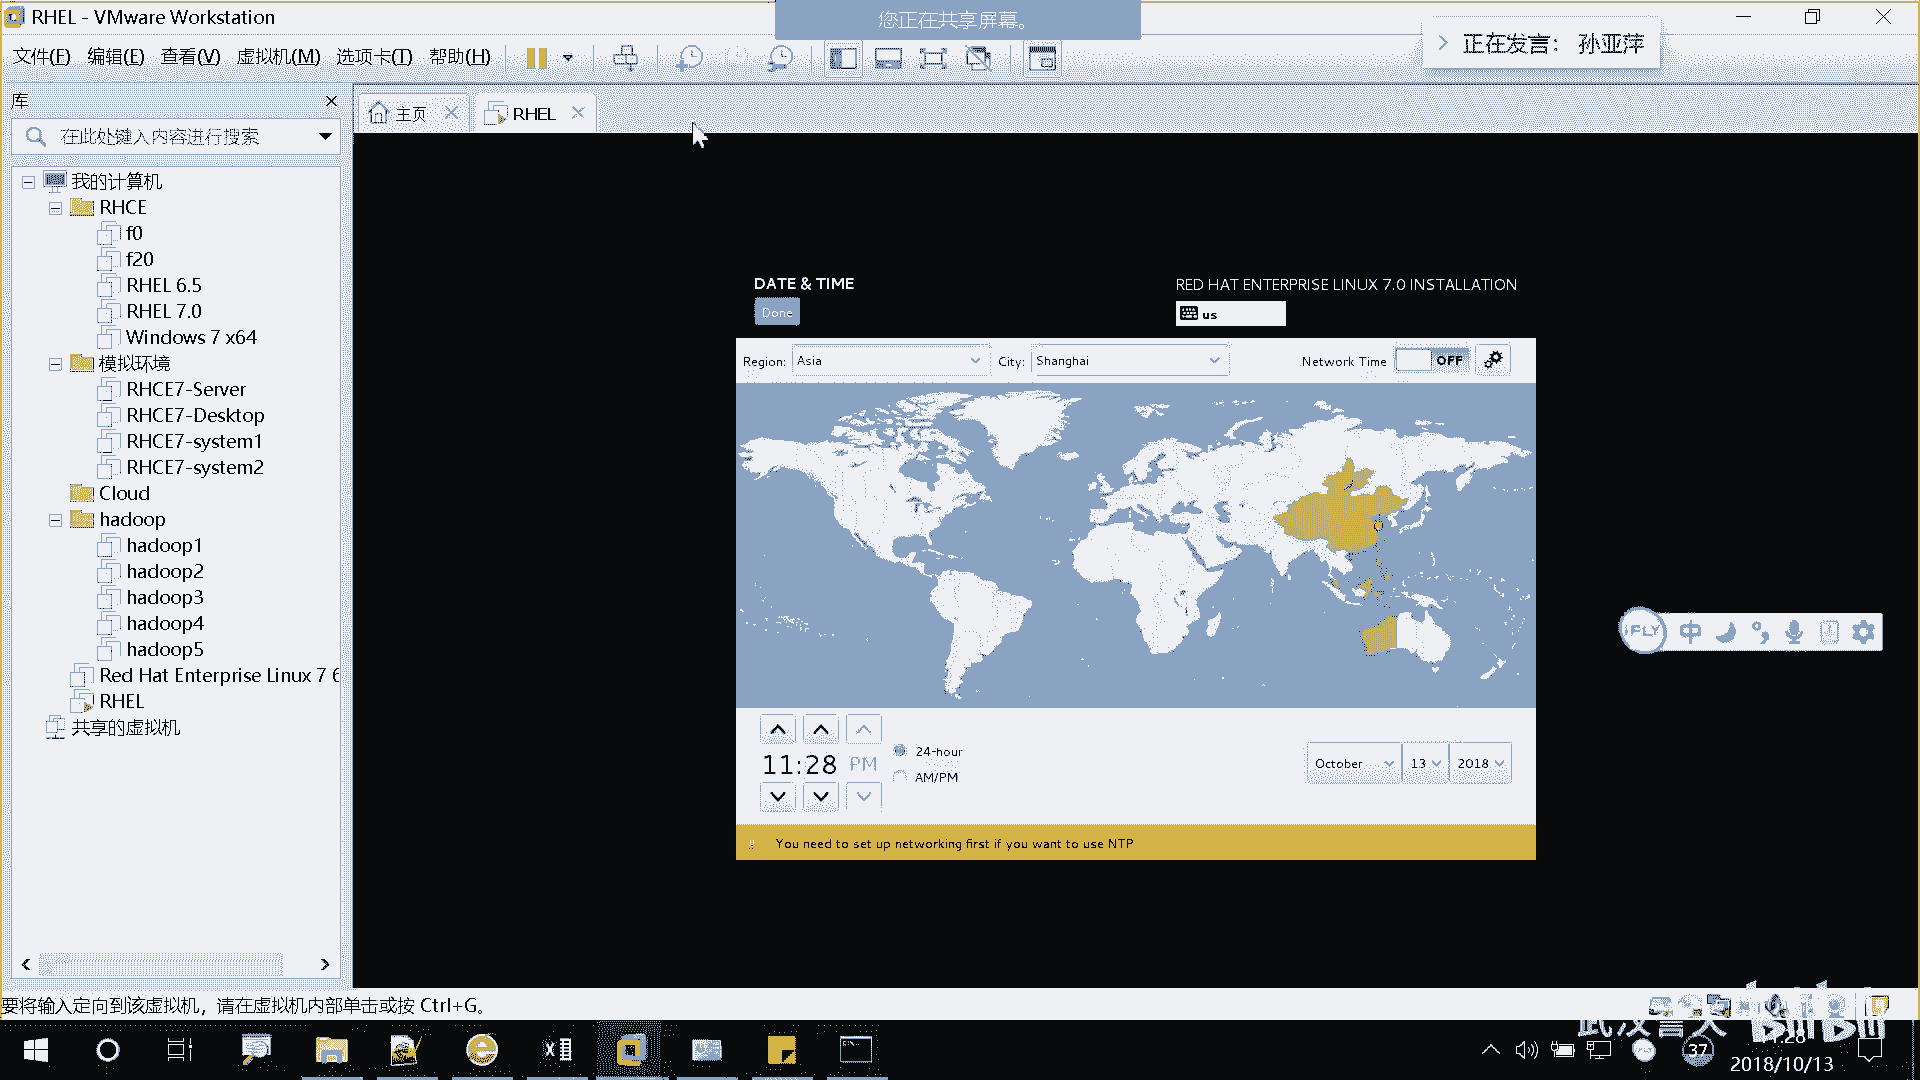 RHEL - VMware Workstation
您正在共享屏幕。
正在发言: 孙亚萍
文件(F) 编辑(E) 查看(V) 虚拟机(M) 选项卡(T) 帮助(H)
库
主页
RHEL
在此处键入内容进行搜索
我的计算机
RHCE
f0
f20
RHEL 6.5
RHEL 7.0
Windows 7 x64
模拟环境
RHCE7-Server
RHCE7-Desktop
RHCE7-system1
RHCE7-system2
Cloud
hadoop
hadoop1
hadoop2
hadoop3
hadoop4
hadoop5
Red Hat Enterprise Linux 7 6
RHEL
共享的虚拟机
DATE & TIME
RED HAT ENTERPRISE LINUX 7.0 INSTALLATION
Done
us
Region: Asia City: Shanghai Network Time OFF
11:28 PM
24-hour
AM/PM
October 13 2018
!! You need to set up networking first if you want to use NTP
iFLY 中
要将输入定向到该虚拟机，请在虚拟机内部单击或按 Ctrl+G。
bilibili
37
11:28
2018/10/13